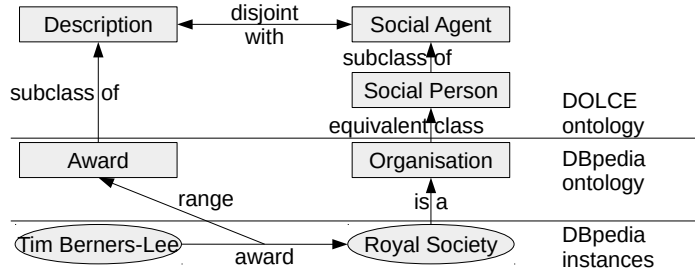 Description
disjoint
with
Social Agent
subclass of
subclass of
Social Person
DOLCE
ontology
equivalent class
Award
Organisation
DBpedia
ontology
range
is a
Tim Berners-Lee
award
Royal Society
DBpedia
instances